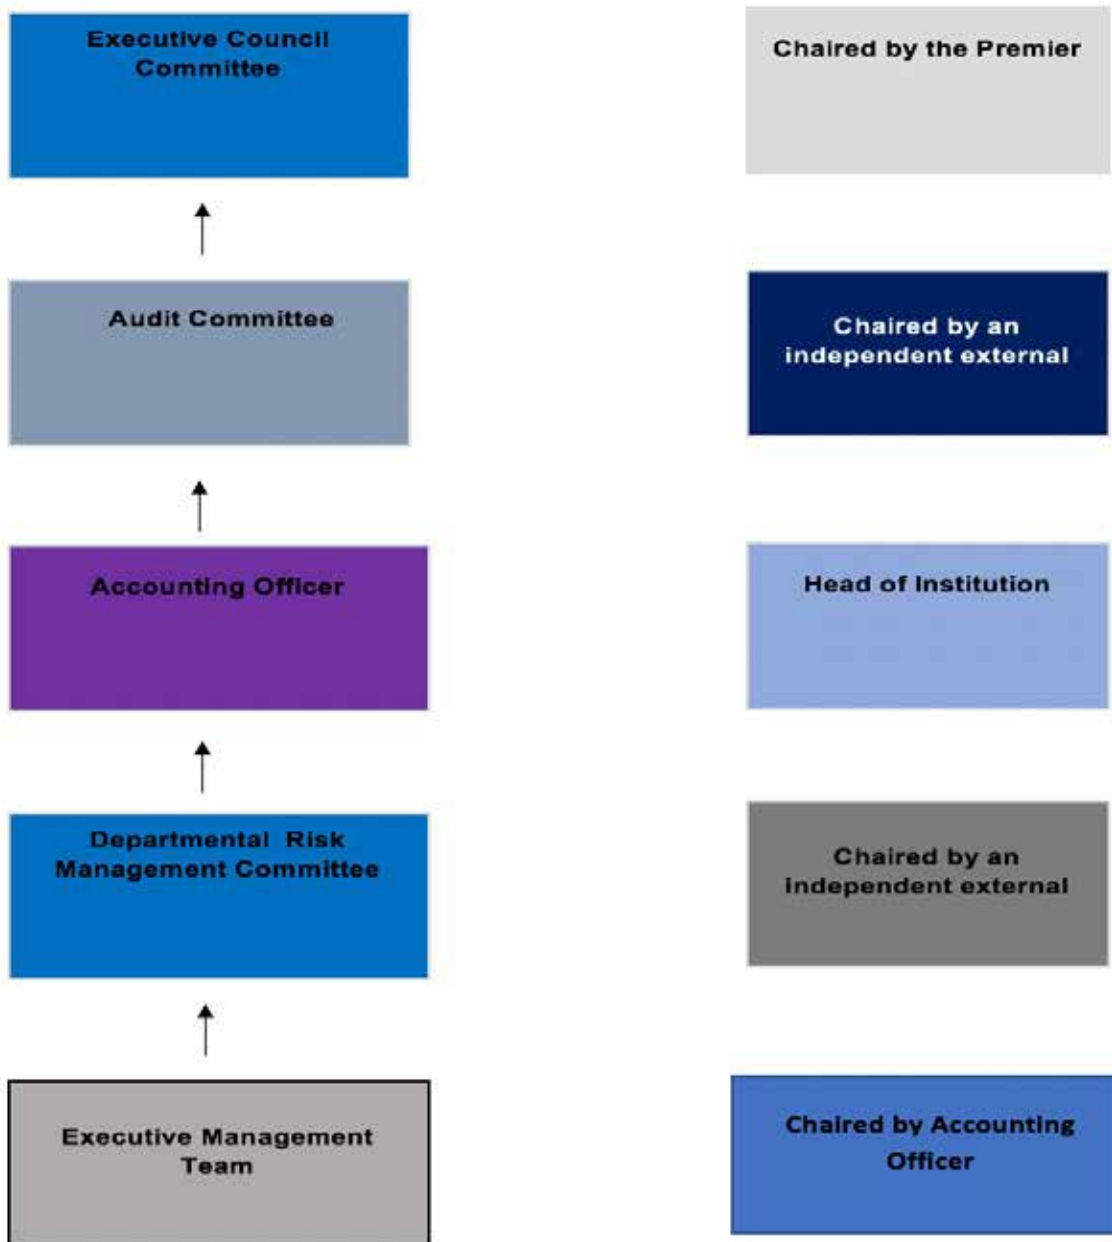 Executive Council
Committee
Chaired by the Premier
Audit Committee
Chaired by an
independent external
Accounting Officer
Head of Institution
Departmental Risk
Management Committee
Chaired by an
independent external
Executive Management
Team
Chaired by Accounting
Officer